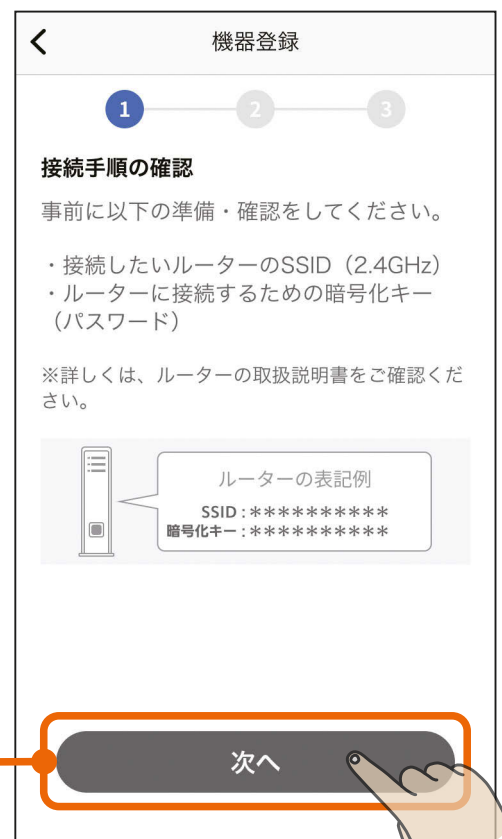 機器登録
1 2 3
接続手順の確認
事前に以下の準備・確認をしてください。
・接続したいルーターのSSID（2.4GHz）
・ルーターに接続するための暗号化キー
（パスワード）
※詳しくは、ルーターの取扱説明書をご確認くだ
さい。
ルーターの表記例
SSID：**********
暗号化キー：**********
次へ